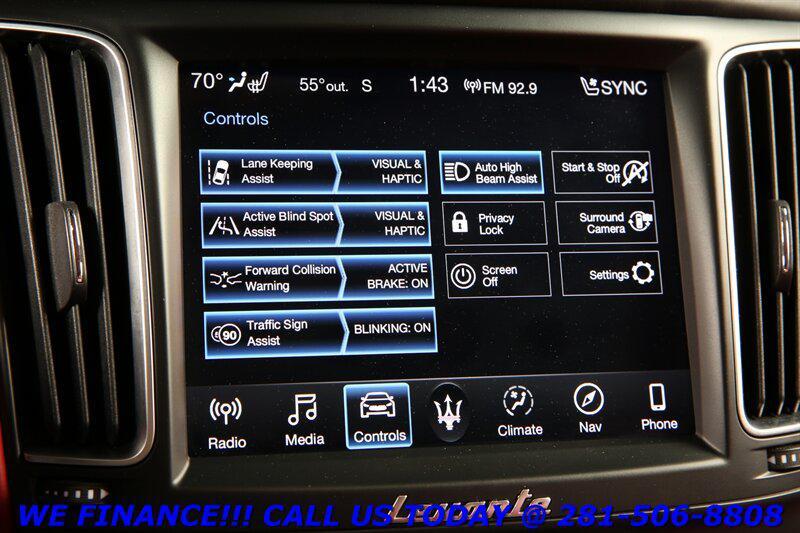 70° 55°out. S 1:43 FM 92.9 SYNC
Controls
Lane Keeping
Assist
VISUAL &
HAPTIC
Auto High
Beam Assist
Start & Stop
Off
Active Blind Spot
Assist
VISUAL &
HAPTIC
Privacy
Lock
Surround
Camera
Forward Collision
Warning
ACTIVE
BRAKE: ON
Screen
Off
Settings
90
Traffic Sign
Assist
BLINKING: ON
Radio
Media
Controls
Climate
Nav
Phone
Levante
WE FINANCE!!! CALL US TODAY @ 281-506-8808